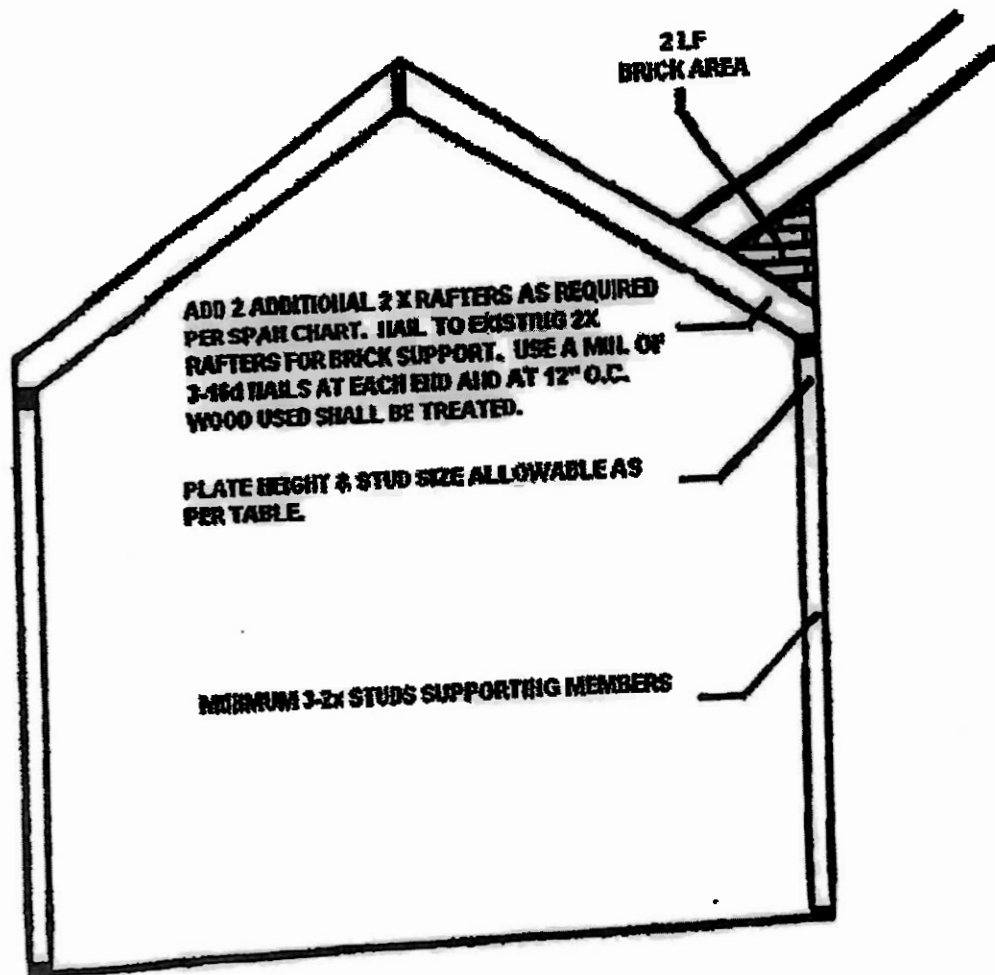 2 LF
BRICK AREA
ADD 2 ADDITIONAL 2 X RAFTERS AS REQUIRED
PER SPAN CHART. NAIL TO EXISTING 2X
RAFTERS FOR BRICK SUPPORT. USE A MIN. OF
3-16d NAILS AT EACH END AND AT 12" O.C.
WOOD USED SHALL BE TREATED.
PLATE HEIGHT & STUD SIZE ALLOWABLE AS
PER TABLE.
MINIMUM 3-2x STUDS SUPPORTING MEMBERS